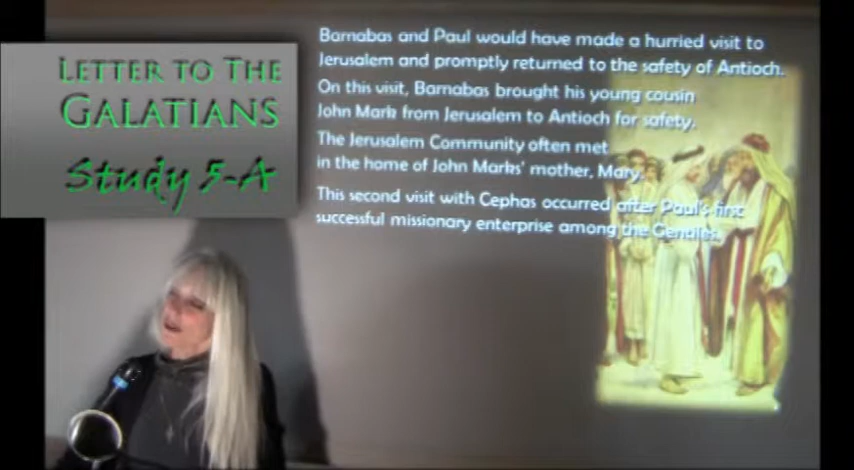 LETTER TO THE
GALATIANS
Study 5-A
Barnabas and Paul would have made a hurried visit to
Jerusalem and promptly returned to the safety of Antioch.
On this visit, Barnabas brought his young cousin
John Mark from Jerusalem to Antioch for safety.
The Jerusalem Community often met
in the home of John Marks' mother, Mary.
This second visit with Cephas occurred after Paul's first
successful missionary enterprise among the Gentiles.